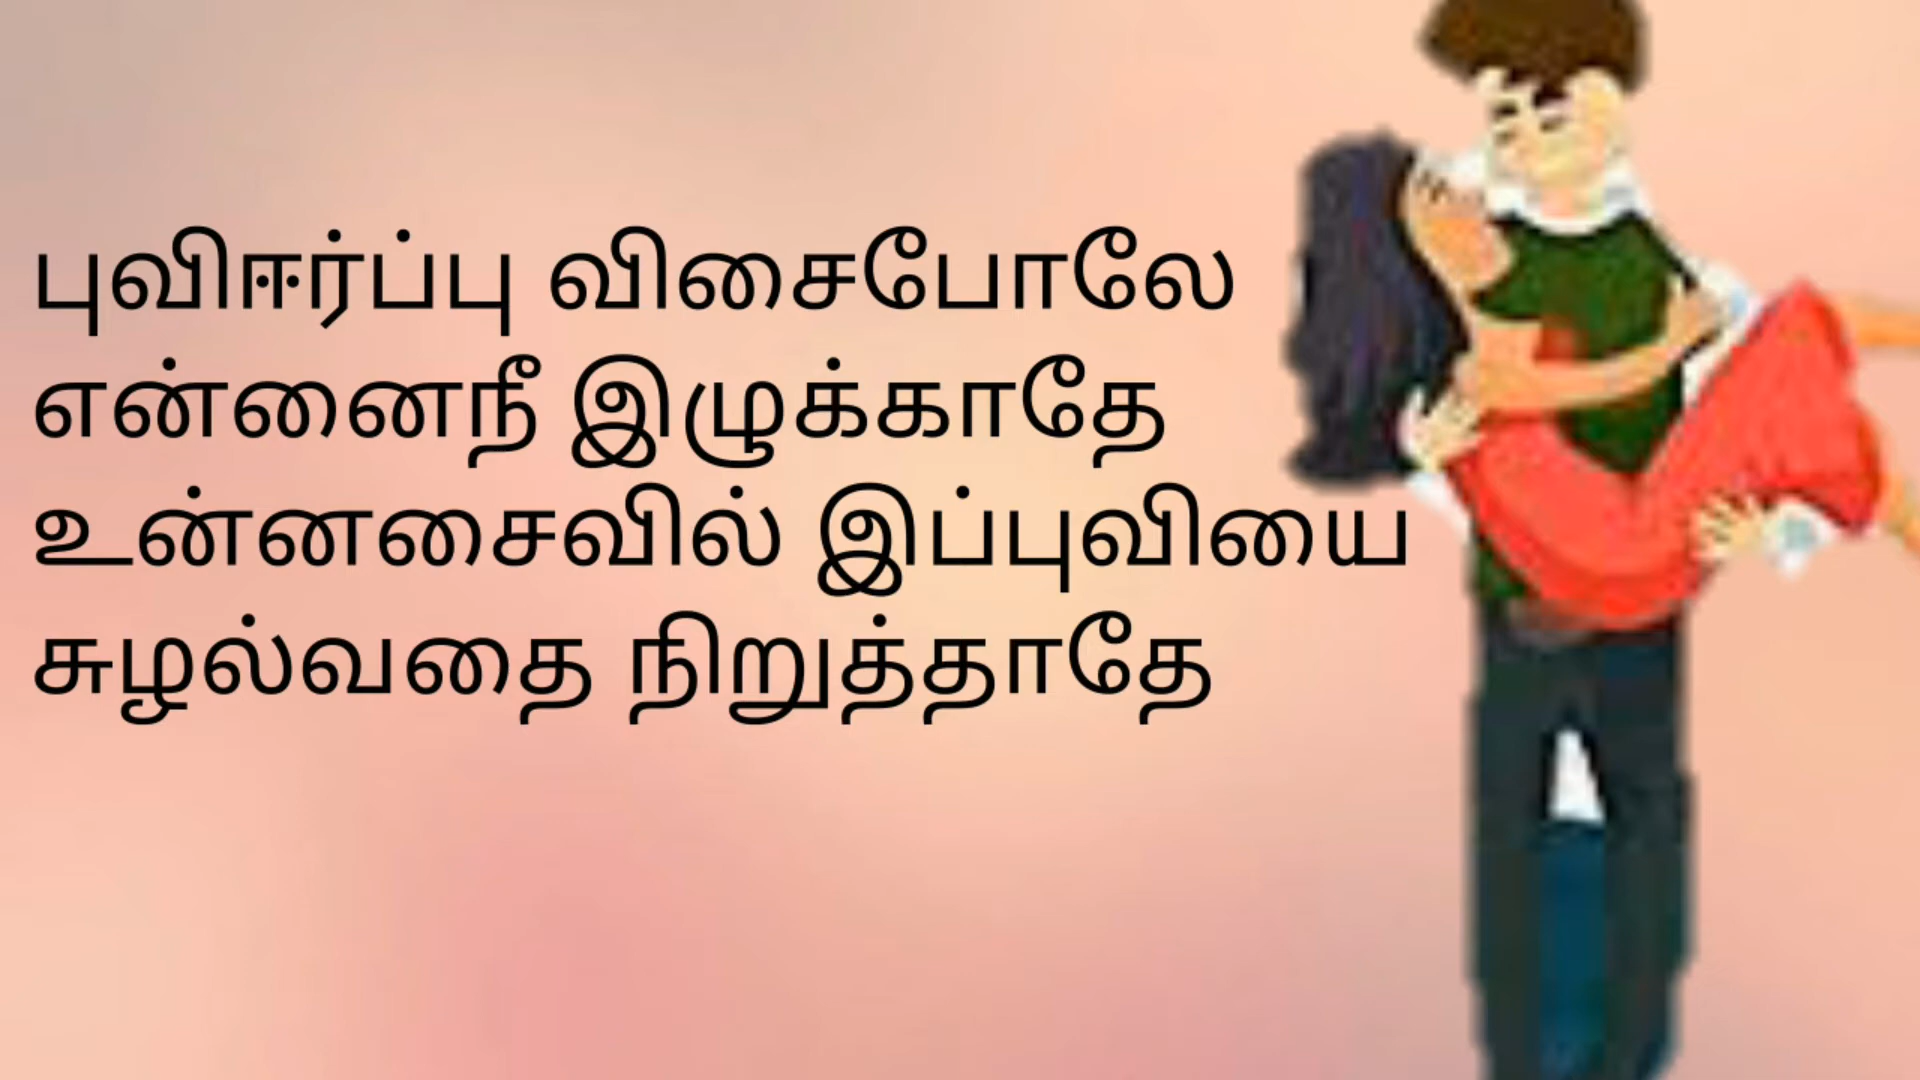 புவிஈர்ப்பு விசைபோலே
என்னைநீ இழுக்காதே
உன்னசைவில் இப்புவியை
சுழல்வதை நிறுத்தாதே